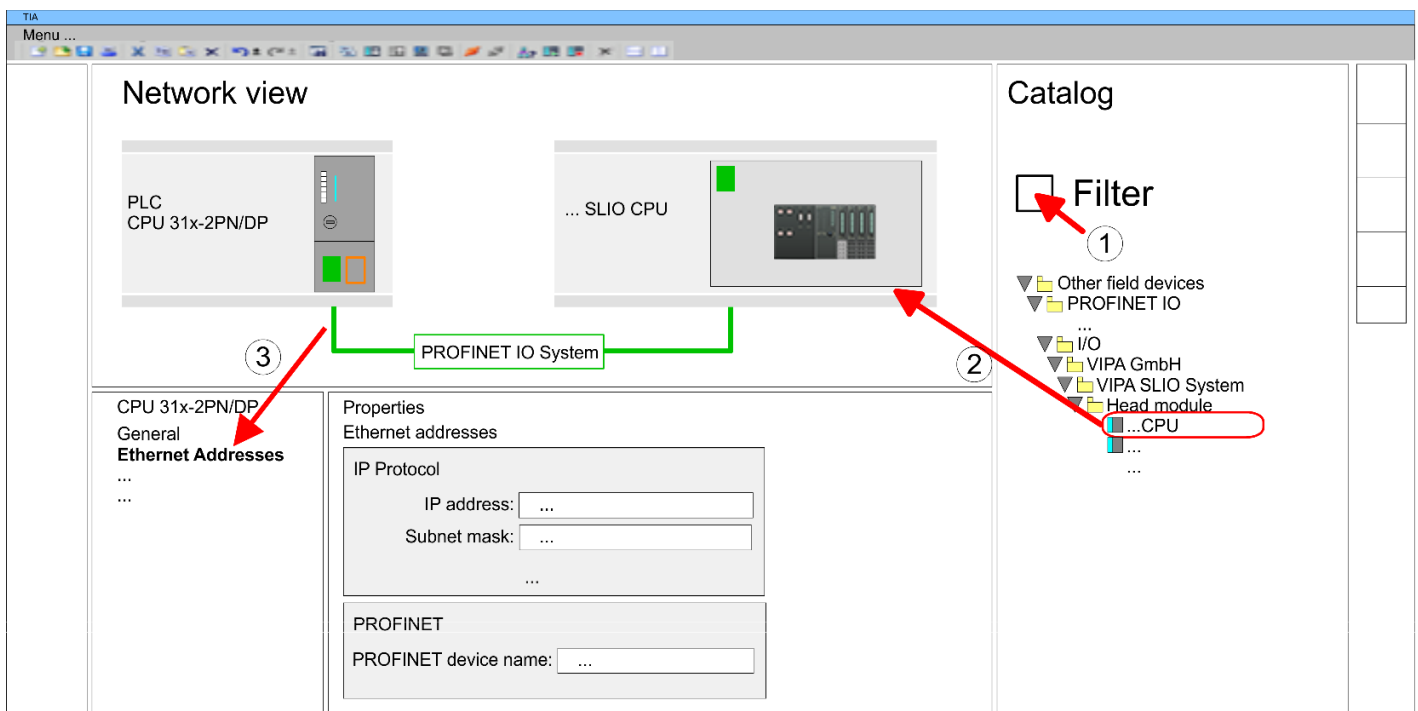 TIA
Menu ...
Network view
PLC
CPU 31x-2PN/DP
... SLIO CPU
PROFINET IO System
3
2
Catalog
Filter
1
Other field devices
PROFINET IO
...
I/O
VIPA GmbH
VIPA SLIO System
Head module
...CPU
...
...
CPU 31x-2PN/DP
General
Ethernet Addresses
...
...
Properties
Ethernet addresses
IP Protocol
IP address: ...
Subnet mask: ...
...
PROFINET
PROFINET device name: ...